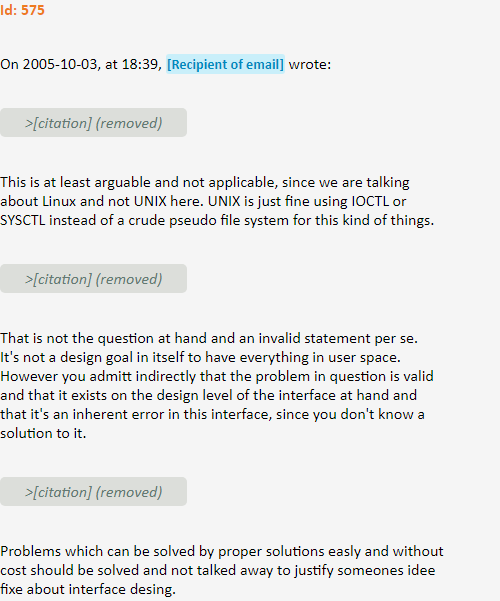 Id: 575
On 2005-10-03, at 18:39, [Recipient of email] wrote:
>[citation] (removed)
This is at least arguable and not applicable, since we are talking
about Linux and not UNIX here. UNIX is just fine using IOCTL or
SYSCTL instead of a crude pseudo file system for this kind of things.
>[citation] (removed)
That is not the question at hand and an invalid statement per se.
It's not a design goal in itself to have everything in user space.
However you admitt indirectly that the problem in question is valid
and that it exists on the design level of the interface at hand and
that it's an inherent error in this interface, since you don't know a
solution to it.
>[citation] (removed)
Problems which can be solved by proper solutions easly and without
cost should be solved and not talked away to justify someones idee
fixe about interface desing.